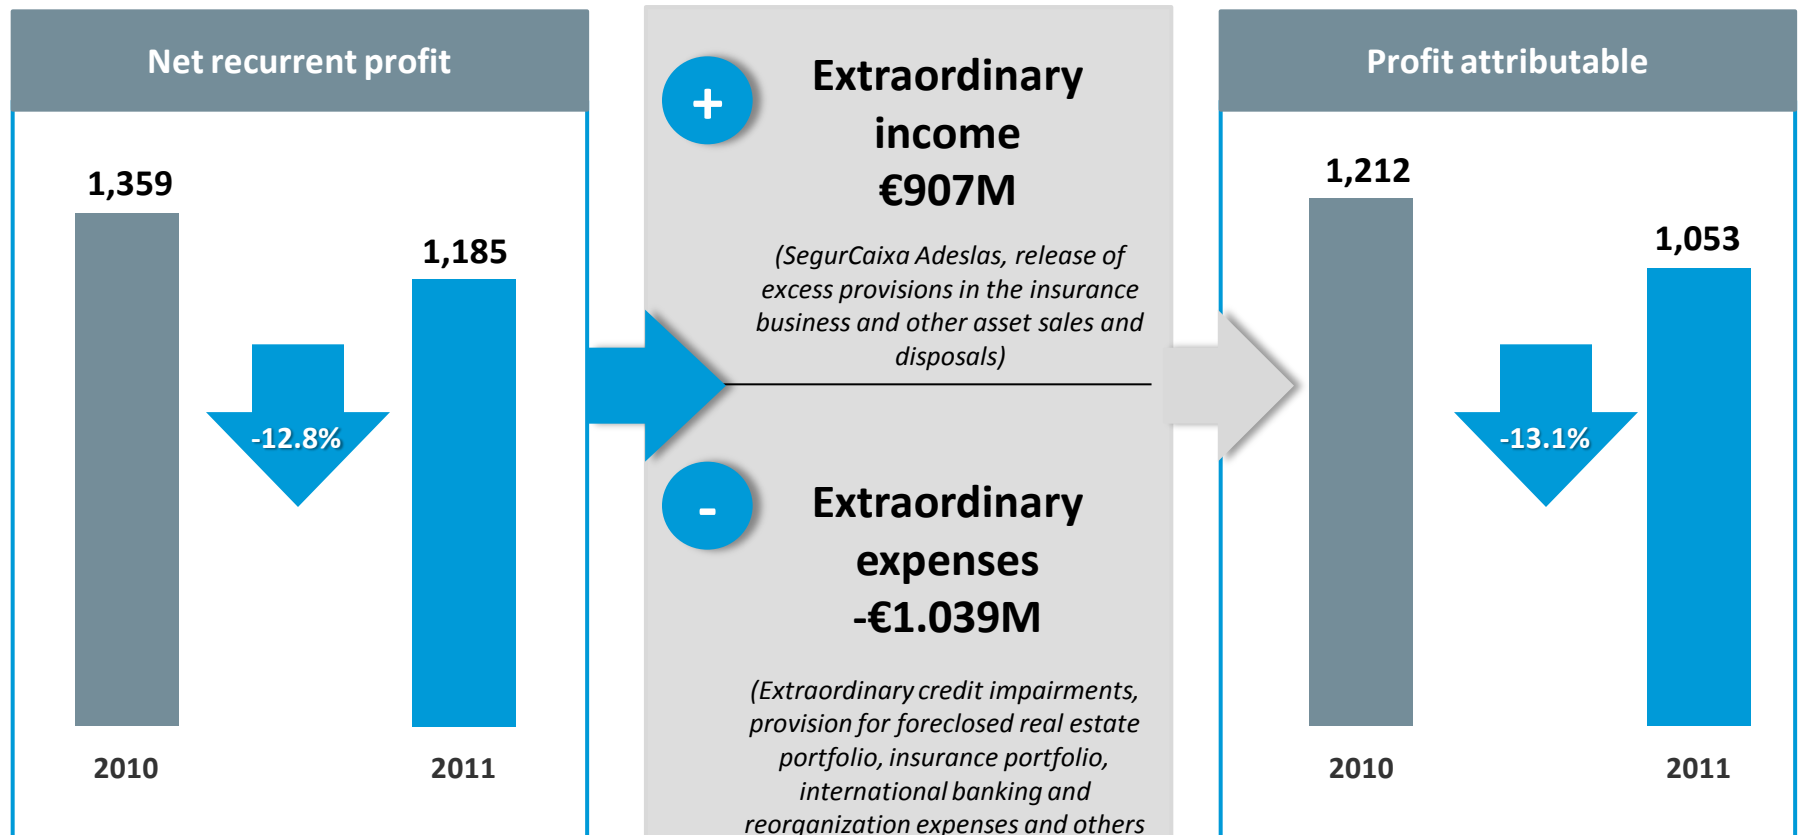 Net recurrent profit
1,359
1,185
-12.8%
2010
2011
+
Extraordinary
income
€907M
(SegurCaixa Adeslas, release of
excess provisions in the insurance
business and other asset sales and
disposals)
-
Extraordinary
expenses
-€1.039M
(Extraordinary credit impairments,
provision for foreclosed real estate
portfolio, insurance portfolio,
international banking and
reorganization expenses and others
Profit attributable
1,212
1,053
-13.1%
2010
2011